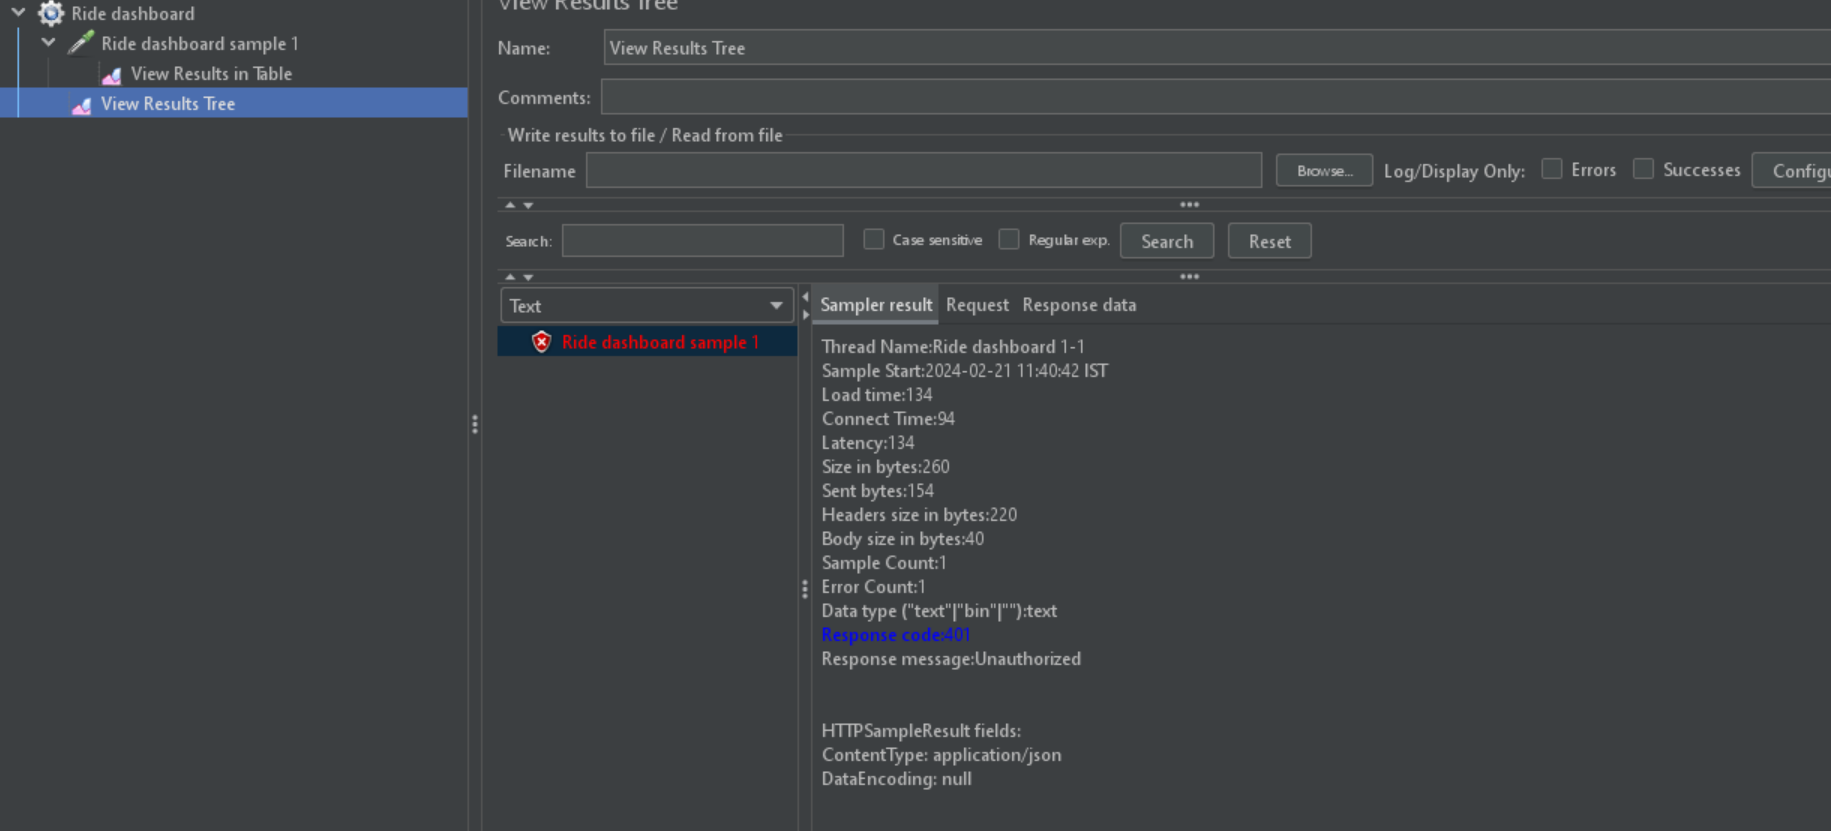 Ride dashboard
Ride dashboard sample 1
View Results in Table
View Results Tree
View Results Tree
Name: View Results Tree
Comments:
Write results to file / Read from file
Filename Browse... Log/Display Only: Errors Successes Configu
Search: Case sensitive Regular exp. Search Reset
Text
Ride dashboard sample 1
Sampler result Request Response data
Thread Name:Ride dashboard 1-1
Sample Start:2024-02-21 11:40:42 IST
Load time:134
Connect Time:94
Latency:134
Size in bytes:260
Sent bytes:154
Headers size in bytes:220
Body size in bytes:40
Sample Count:1
Error Count:1
Data type ("text"|"bin"|""):text
Response code:401
Response message:Unauthorized
HTTPSampleResult fields:
ContentType: application/json
DataEncoding: null